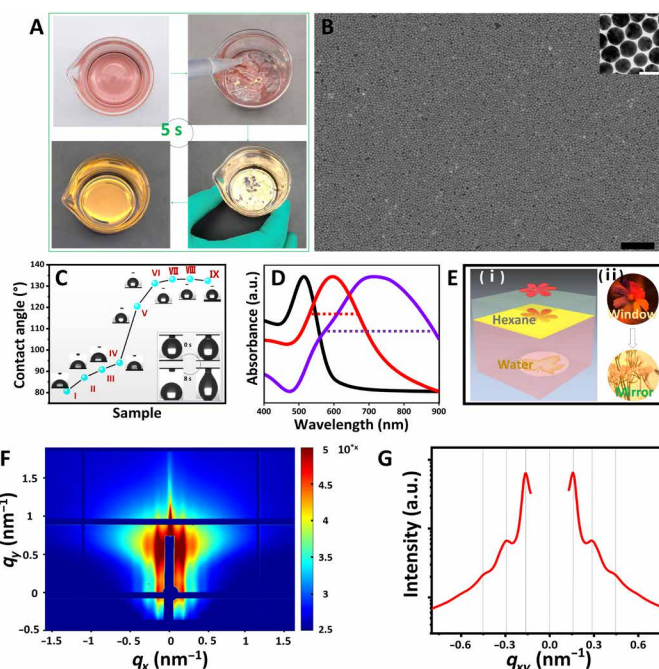 A
5 s
B
C
Contact angle (°)
140
130
120
110
100
90
80
I
II
III
IV
V
VI
VII
VIII
IX
0 s
8 s
Sample
D
Absorbance (a.u.)
400 500 600 700 800 900
Wavelength (nm)
E
(i)
Hexane
Water
(ii)
Window
Mirror
F
qy (nm−1)
1.5
1
0.5
0
−0.5
−1.5 −1 −0.5 0 0.5 1 1.5
qx (nm−1)
5
10*x
4.5
4
3.5
3
2.5
G
Intensity (a.u.)
−0.6 −0.3 0.0 0.3 0.6
qxy (nm−1)